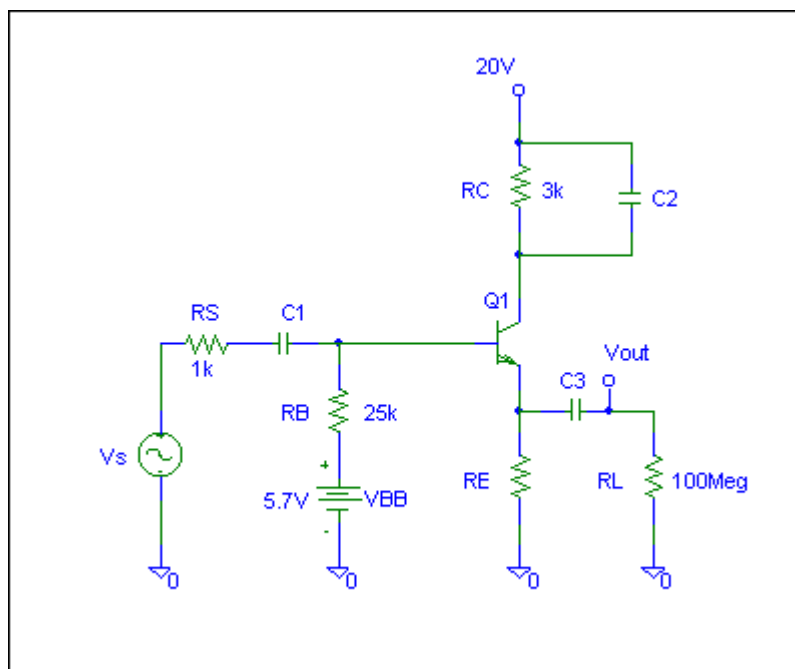 20V
RC 3k C2
Q1
RS C1
1k
Vout
C3
RB 25k
Vs
+
5.7V VBB
-
RE RL 100Meg
0 0 0 0